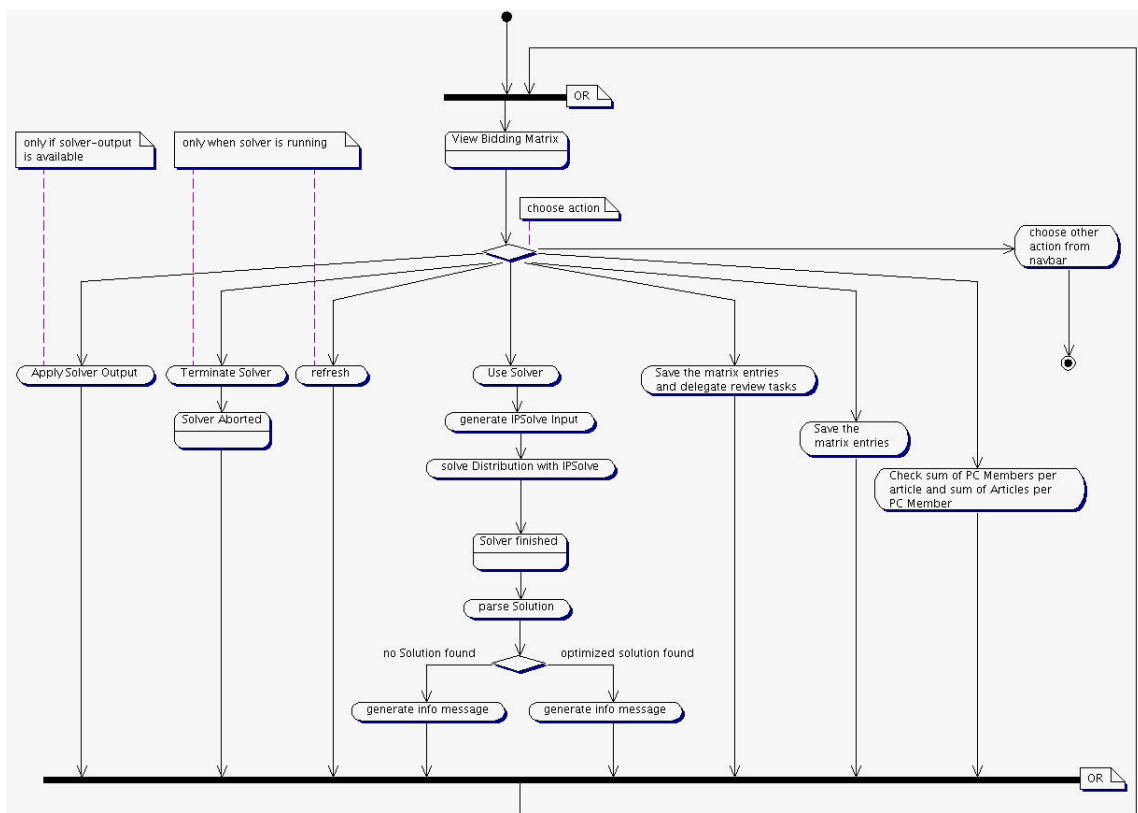 OR
only if solver-output
is available
only when solver is running
View Bidding Matrix
choose action
choose other
action from
navbar
Apply Solver Output
Terminate Solver
refresh
Use Solver
Save the matrix entries
and delegate review tasks
Solver Aborted
generate IPSolve Input
Save the
matrix entries
solve Distribution with IPSolve
Check sum of PC Members per
article and sum of Articles per
PC Member
Solver finished
parse Solution
no Solution found
optimized solution found
generate info message
generate info message
OR